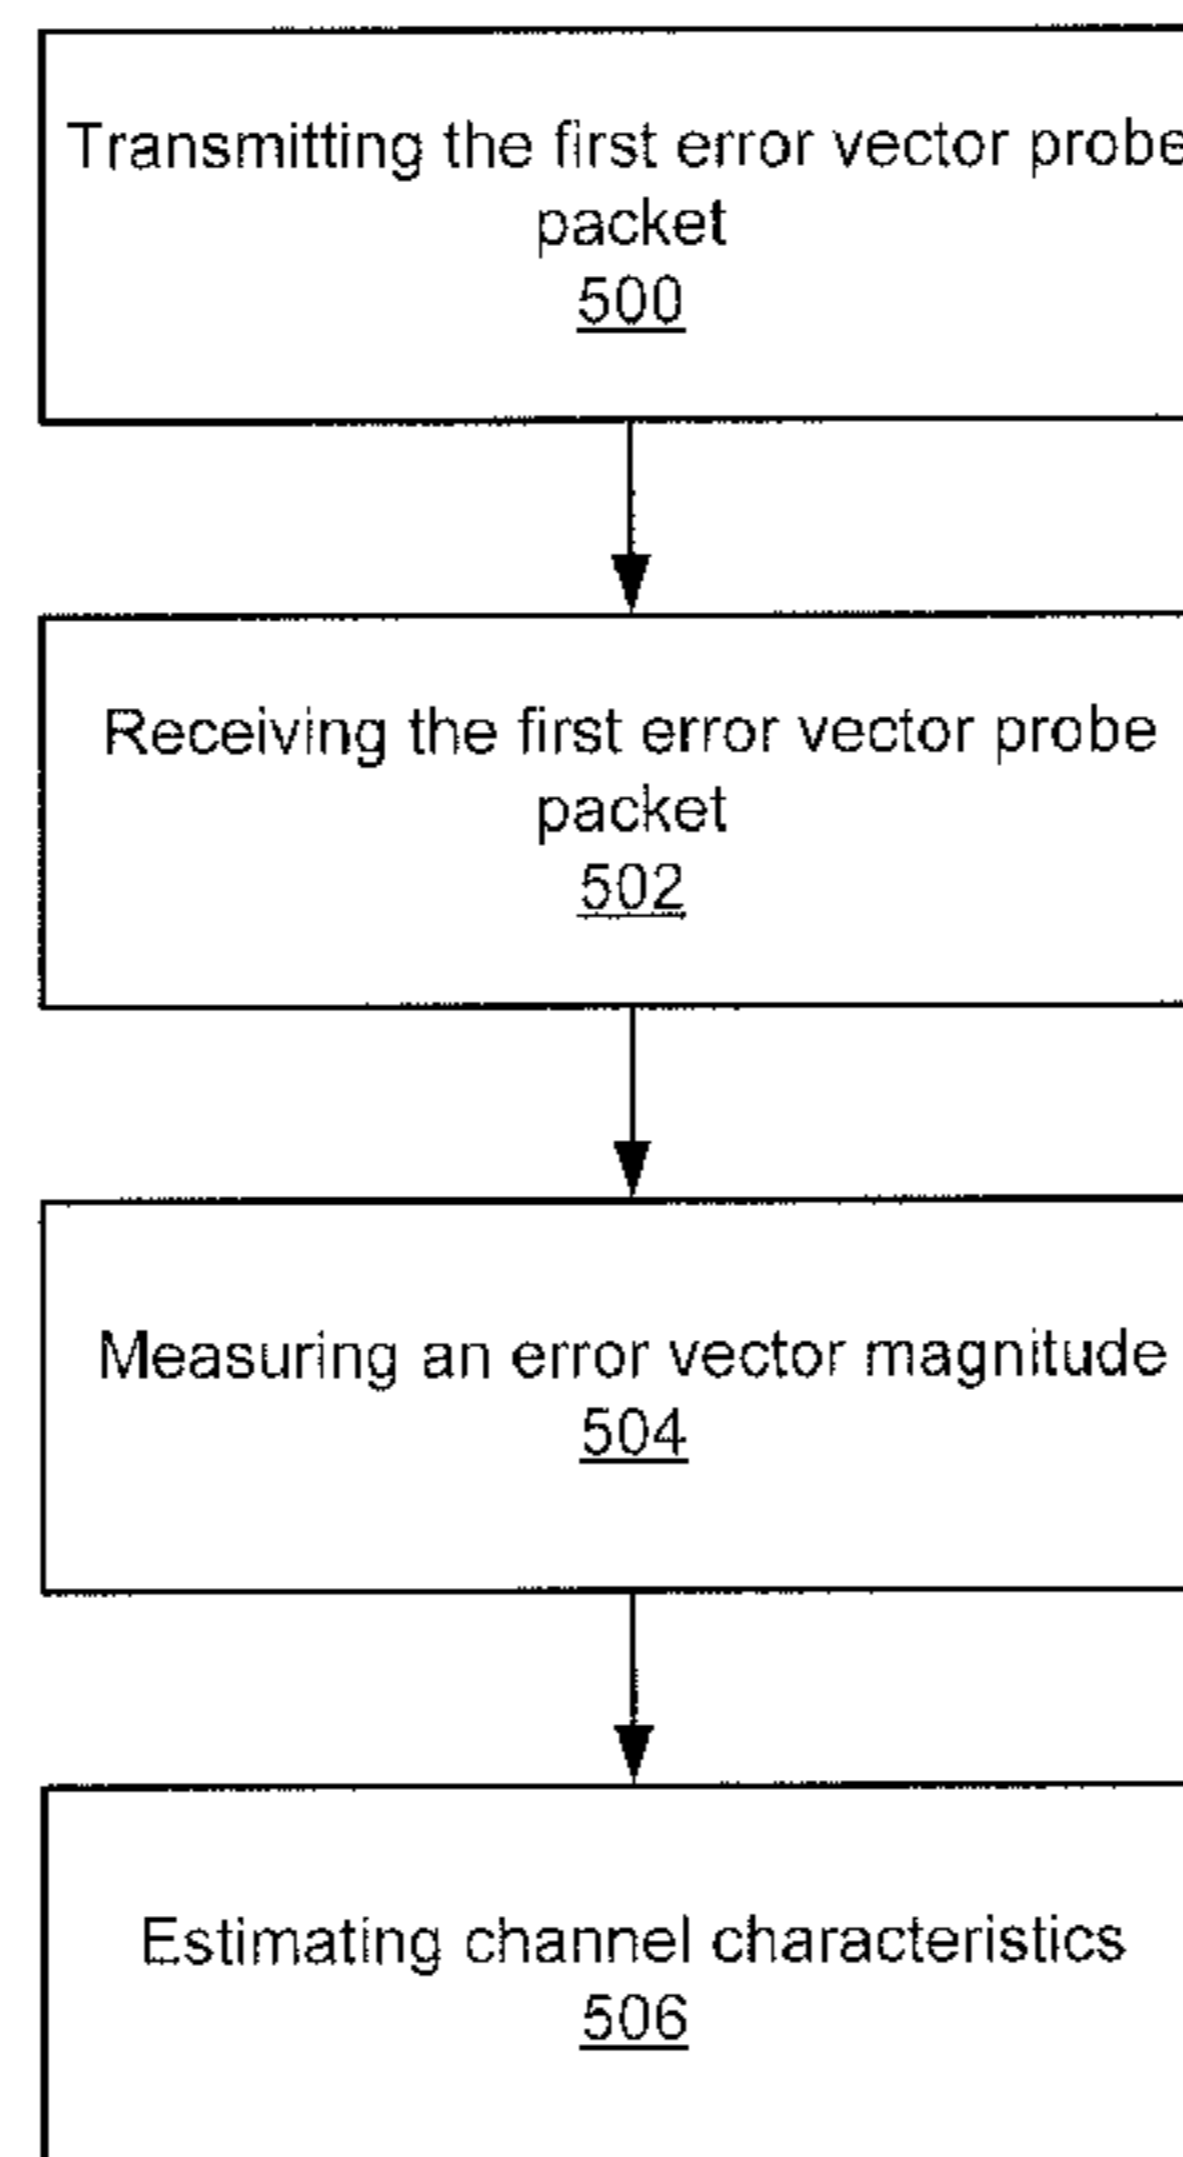 Transmitting the first error vector probe
packet
500
Receiving the first error vector probe
packet
502
Measuring an error vector magnitude
504
Estimating channel characteristics
506